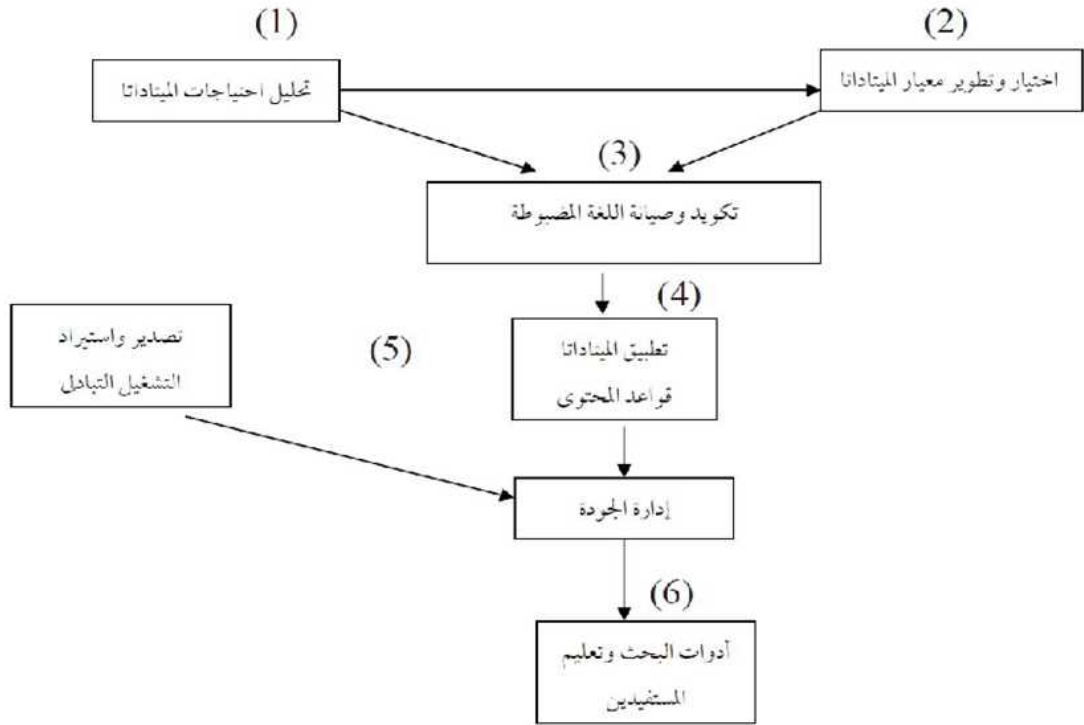 (1)
تحليل احتياجات الميتاداتا
(2)
اختيار وتطوير معيار الميتاداتا
(3)
تكويد وصيانة اللغة المضبوطة
(4)
تطبيق الميتاداتا
قواعد المحتوى
(5)
تصدير واستيراد
التشغيل التبادلى
إدارة الجودة
(6)
أدوات البحث وتعليم
المستفيدين